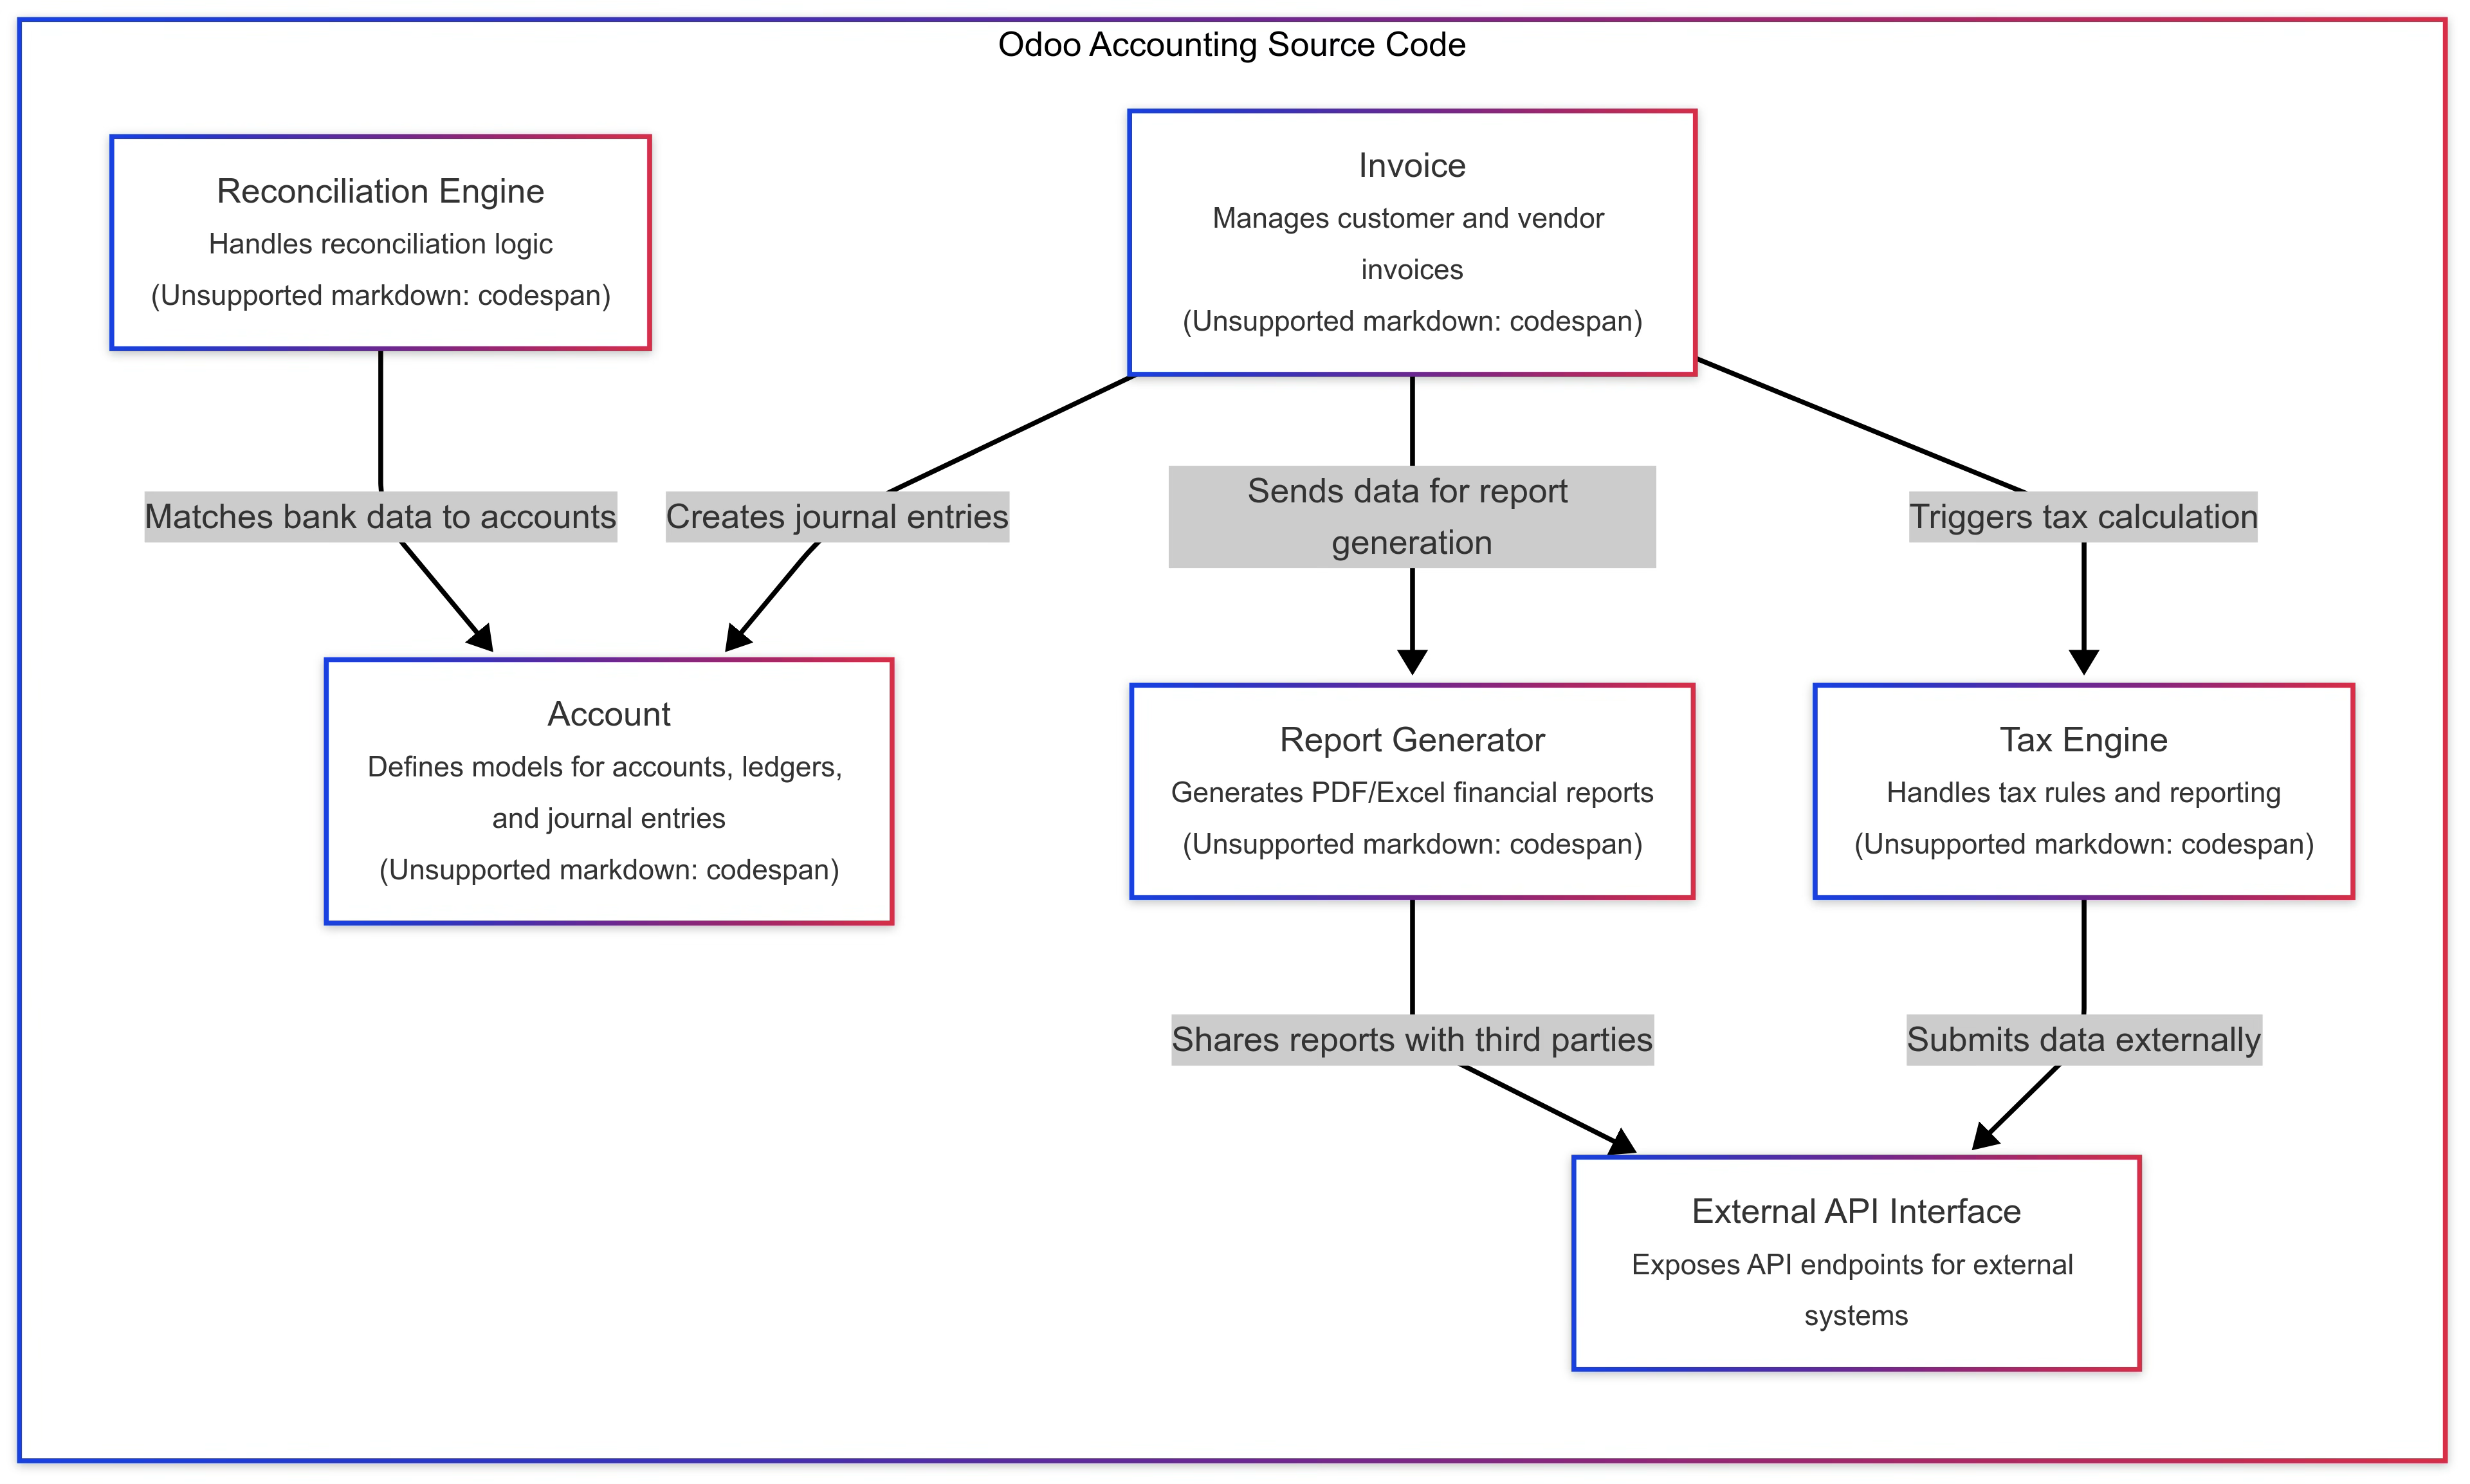 Odoo Accounting Source Code
Reconciliation Engine
Handles reconciliation logic
(Unsupported markdown: codespan)
Invoice
Manages customer and vendor
invoices
(Unsupported markdown: codespan)
Matches bank data to accounts
Creates journal entries
Sends data for report
generation
Triggers tax calculation
Account
Defines models for accounts, ledgers,
and journal entries
(Unsupported markdown: codespan)
Report Generator
Generates PDF/Excel financial reports
(Unsupported markdown: codespan)
Tax Engine
Handles tax rules and reporting
(Unsupported markdown: codespan)
Shares reports with third parties
Submits data externally
External API Interface
Exposes API endpoints for external
systems